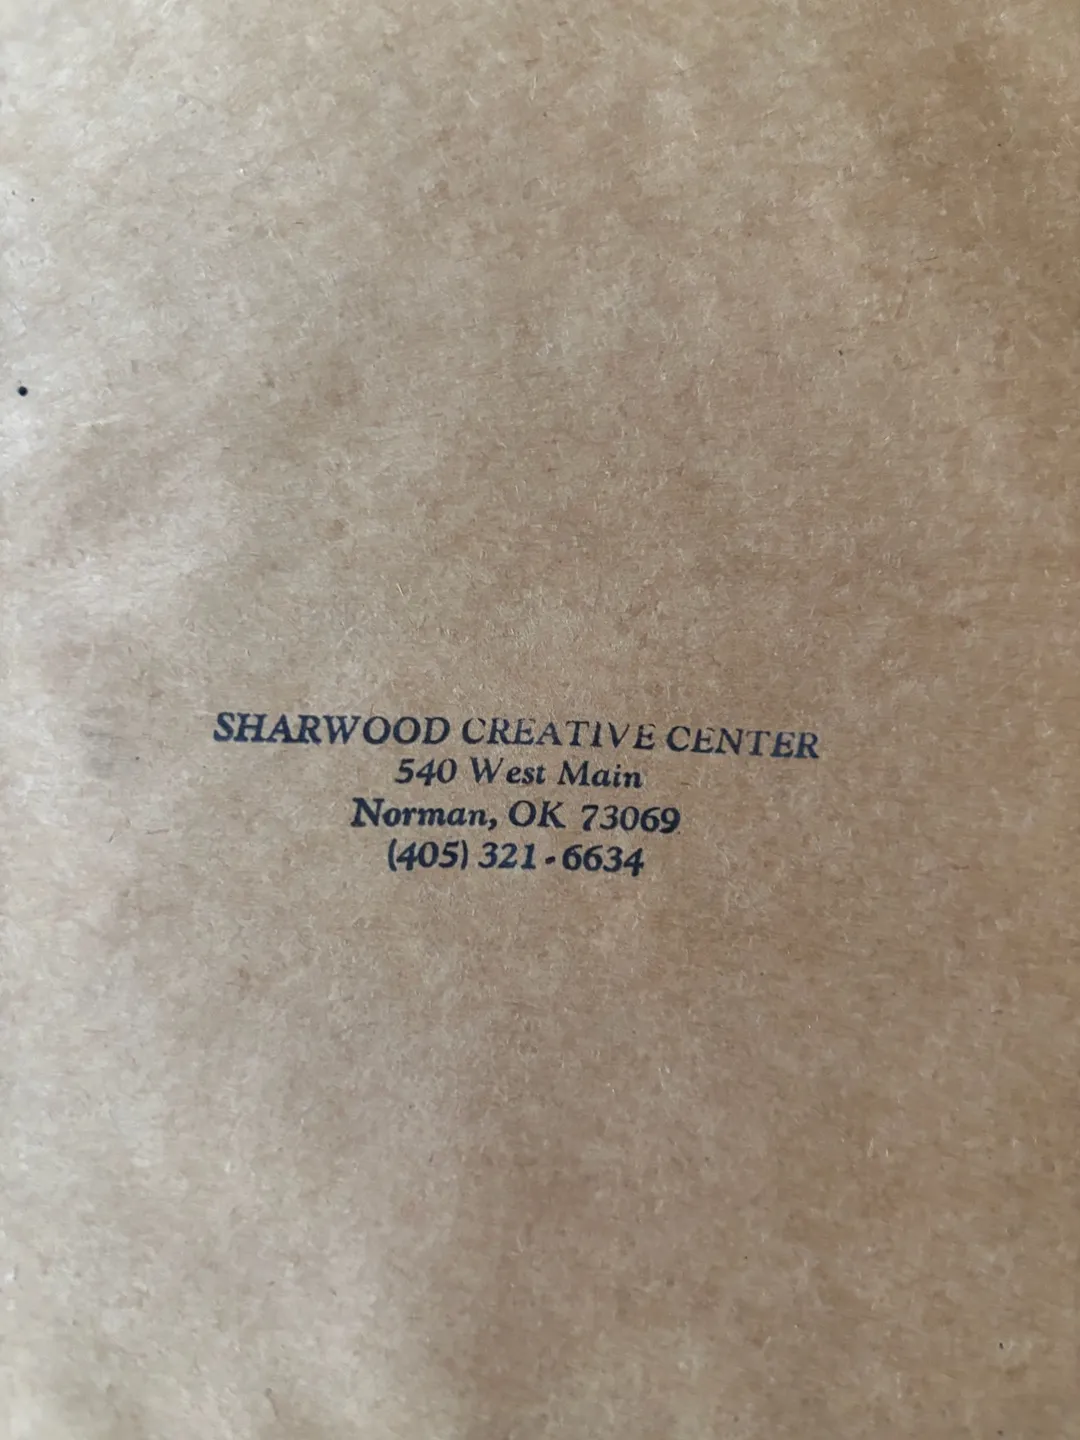 SHARWOOD CREATIVE CENTER
540 West Main
Norman, OK 73069
(405) 321-6634